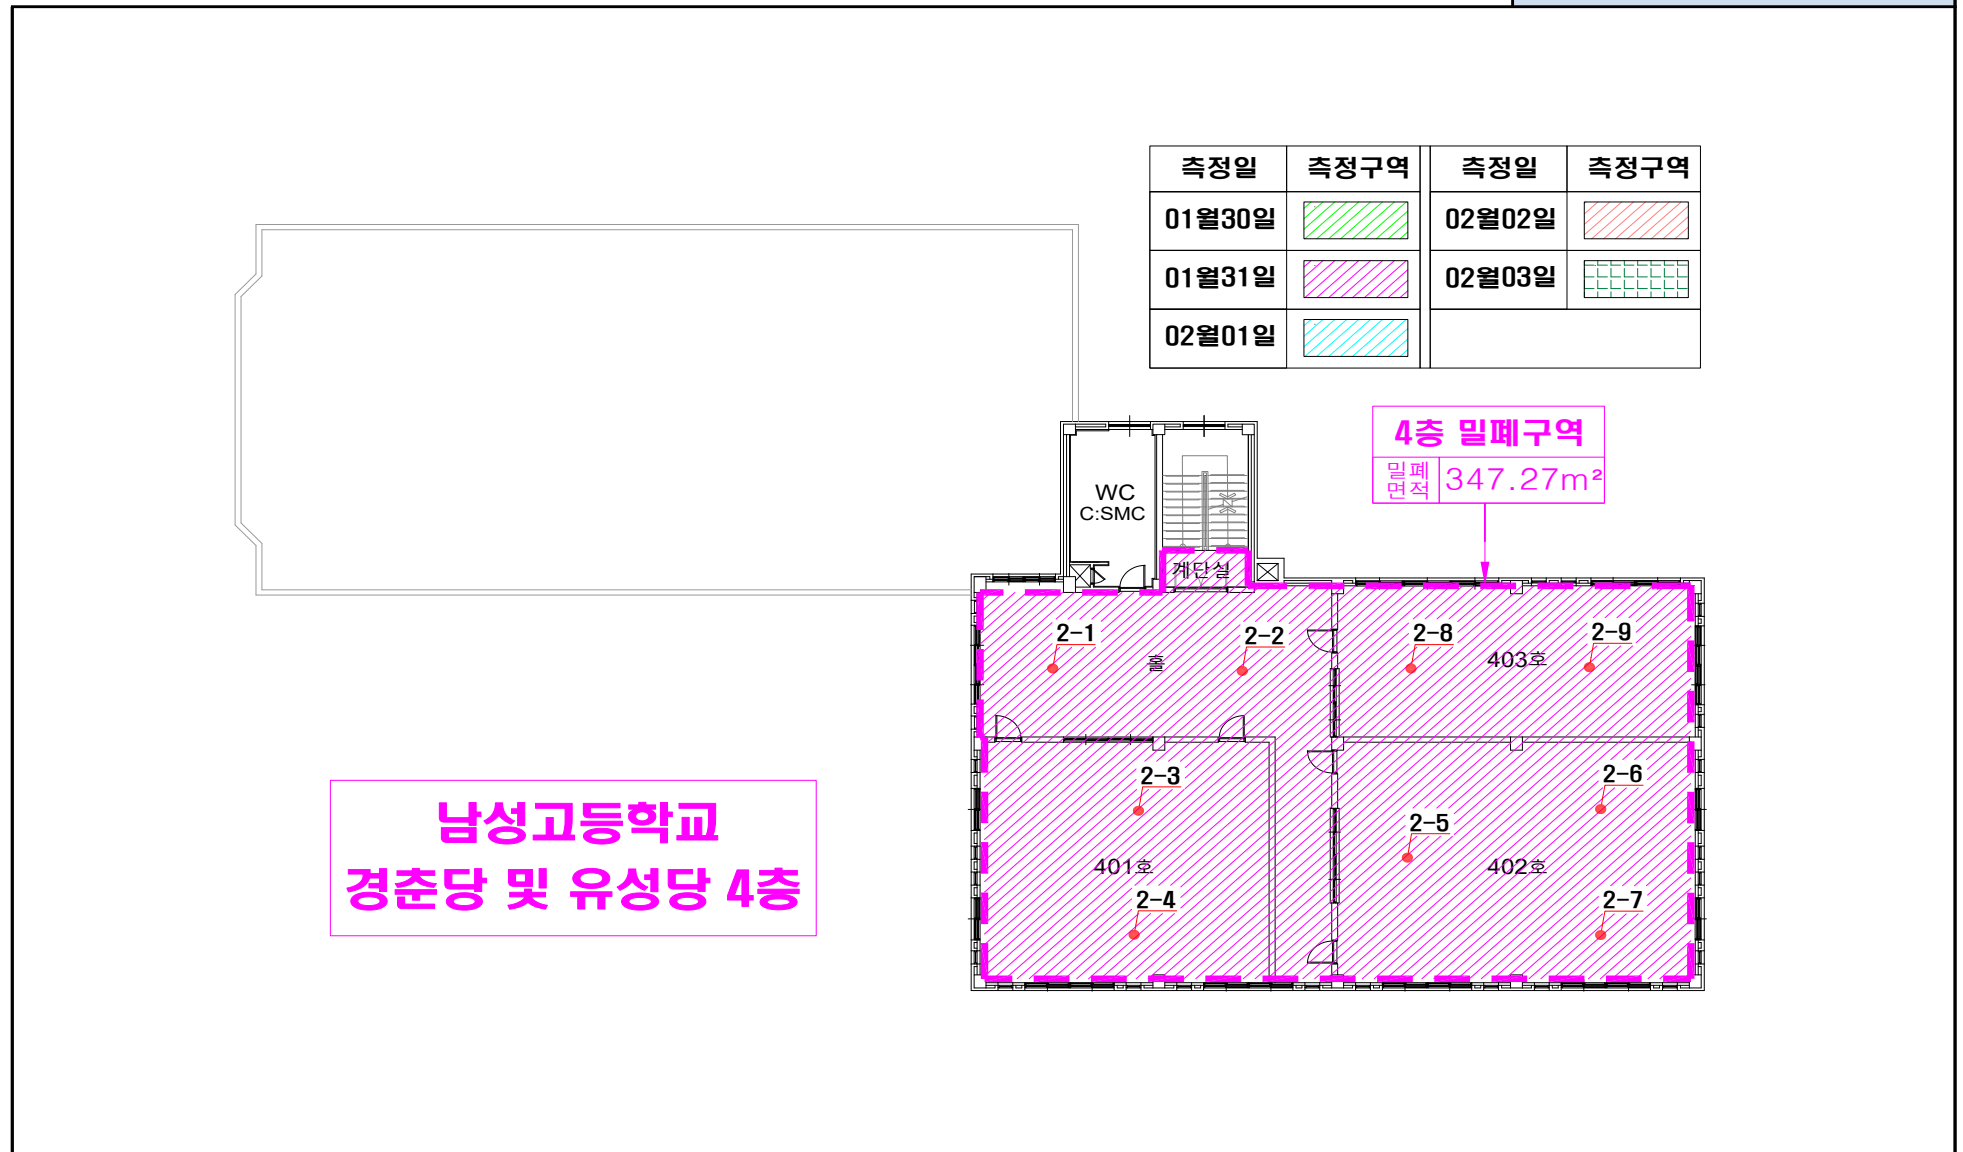 측정일 측정구역 측정일 측정구역
01월30일 02월02일
01월31일 02월03일
02월01일
4층 밀폐구역
밀폐
면적 347.27m²
WC
C:SMC
계단실
2-1
2-2
2-8
2-9
홀
403호
2-3
2-6
2-5
401호
402호
2-4
2-7
남성고등학교
경춘당 및 유성당 4층